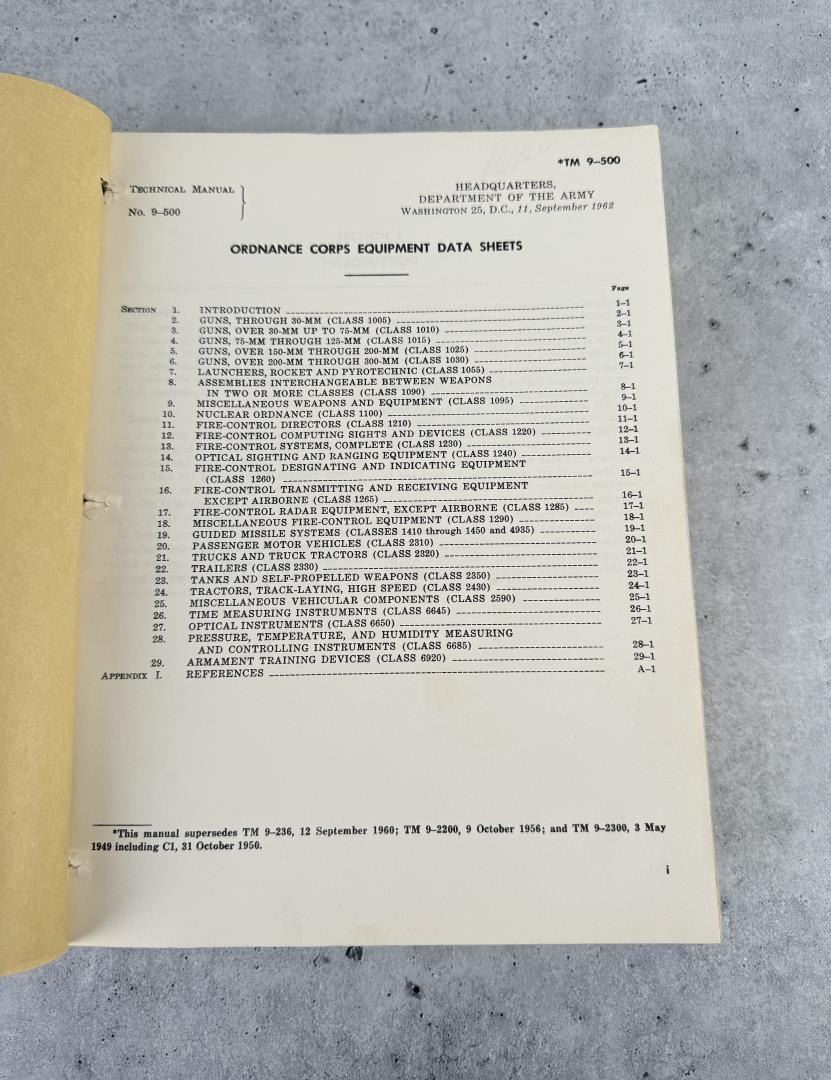 *TM 9–500
TECHNICAL MANUAL
No. 9–500
HEADQUARTERS,
DEPARTMENT OF THE ARMY
WASHINGTON 25, D.C., 11, September 1962
ORDNANCE CORPS EQUIPMENT DATA SHEETS
Page
SECTION 1. INTRODUCTION 1–1
2. GUNS, THROUGH 30-MM (CLASS 1005) 2–1
3. GUNS, OVER 30-MM UP TO 75-MM (CLASS 1010) 3–1
4. GUNS, 75-MM THROUGH 125-MM (CLASS 1015) 4–1
5. GUNS, OVER 150-MM THROUGH 200-MM (CLASS 1025) 5–1
6. GUNS, OVER 200-MM THROUGH 300-MM (CLASS 1030) 6–1
7. LAUNCHERS, ROCKET AND PYROTECHNIC (CLASS 1055) 7–1
8. ASSEMBLIES INTERCHANGEABLE BETWEEN WEAPONS
IN TWO OR MORE CLASSES (CLASS 1090) 8–1
9. MISCELLANEOUS WEAPONS AND EQUIPMENT (CLASS 1095) 9–1
10. NUCLEAR ORDNANCE (CLASS 1100) 10–1
11. FIRE-CONTROL DIRECTORS (CLASS 1210) 11–1
12. FIRE-CONTROL COMPUTING SIGHTS AND DEVICES (CLASS 1220) 12–1
13. FIRE-CONTROL SYSTEMS, COMPLETE (CLASS 1230) 13–1
14. OPTICAL SIGHTING AND RANGING EQUIPMENT (CLASS 1240) 14–1
15. FIRE-CONTROL DESIGNATING AND INDICATING EQUIPMENT
(CLASS 1260) 15–1
16. FIRE-CONTROL TRANSMITTING AND RECEIVING EQUIPMENT
EXCEPT AIRBORNE (CLASS 1265) 16–1
17. FIRE-CONTROL RADAR EQUIPMENT, EXCEPT AIRBORNE (CLASS 1285) 17–1
18. MISCELLANEOUS FIRE-CONTROL EQUIPMENT (CLASS 1290) 18–1
19. GUIDED MISSILE SYSTEMS (CLASSES 1410 through 1450 and 4935) 19–1
20. PASSENGER MOTOR VEHICLES (CLASS 2310) 20–1
21. TRUCKS AND TRUCK TRACTORS (CLASS 2320) 21–1
22. TRAILERS (CLASS 2330) 22–1
23. TANKS AND SELF-PROPELLED WEAPONS (CLASS 2350) 23–1
24. TRACTORS, TRACK-LAYING, HIGH SPEED (CLASS 2430) 24–1
25. MISCELLANEOUS VEHICULAR COMPONENTS (CLASS 2590) 25–1
26. TIME MEASURING INSTRUMENTS (CLASS 6645) 26–1
27. OPTICAL INSTRUMENTS (CLASS 6650) 27–1
28. PRESSURE, TEMPERATURE, AND HUMIDITY MEASURING
AND CONTROLLING INSTRUMENTS (CLASS 6685) 28–1
29. ARMAMENT TRAINING DEVICES (CLASS 6920) 29–1
APPENDIX I. REFERENCES A–1
*This manual supersedes TM 9–236, 12 September 1960; TM 9–2200, 9 October 1956; and TM 9–2300, 3 May
1949 including C1, 31 October 1950.
i